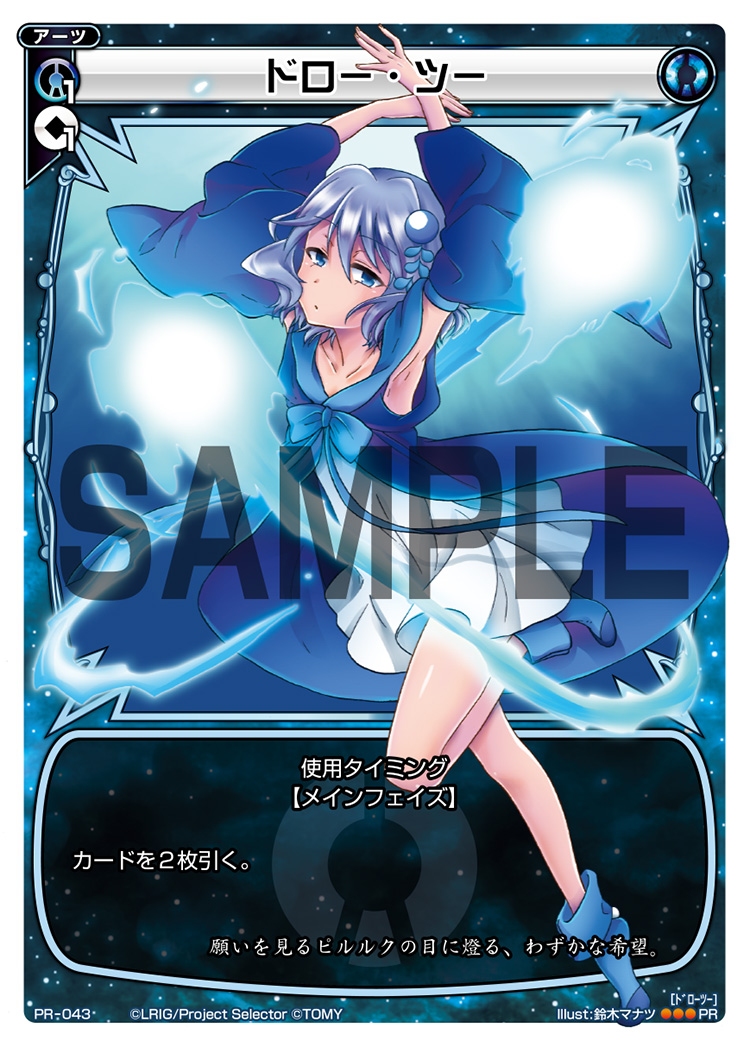 アーツ
ドロー・ツー
1
1
SAMPLE
使用タイミング
【メインフェイズ】
カードを2枚引く。
願いを見るピルルクの目に燈る、わずかな希望。
[ドローツー]
PR-043 ©LRIG/Project Selector ©TOMY Illust:鈴木マナツ PR